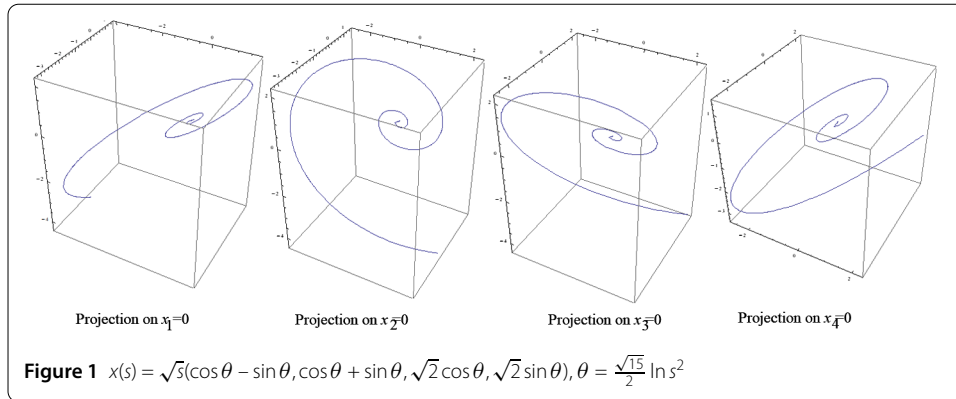 Projection on x₁=0 Projection on x₂=0 Projection on x₃=0 Projection on x₄=0
Figure 1 x(s) = √s(cos θ – sin θ, cos θ + sin θ, √2 cos θ, √2 sin θ), θ = √15/2 ln s²